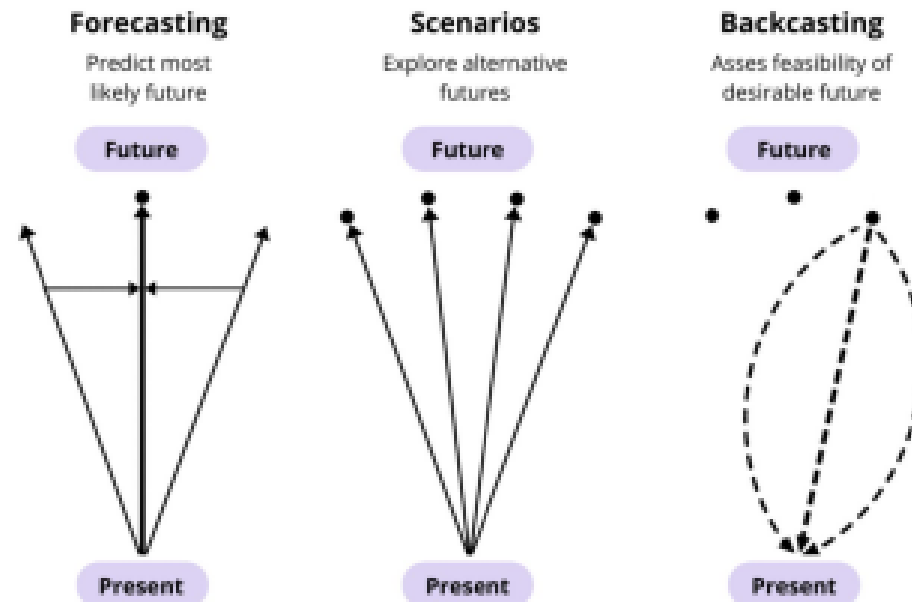 Forecasting
Predict most
likely future
Future
Present
Scenarios
Explore alternative
futures
Future
Present
Backcasting
Asses feasibility of
desirable future
Future
Present